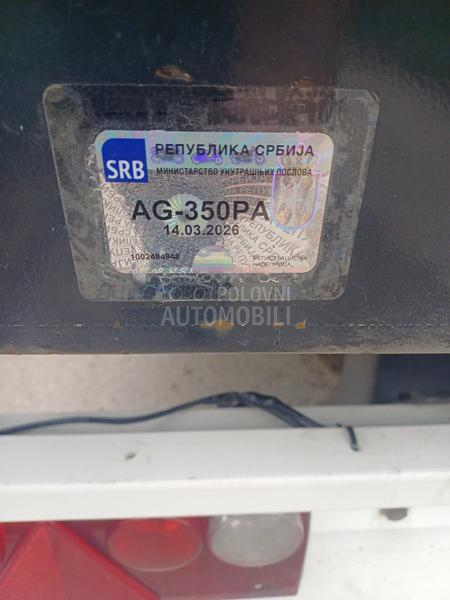 SRB
РЕПУБЛИКА СРБИЈА
МИНИСТАРСТВО УНУТРАШЊИХ ПОСЛОВА
AG-350PA
14.03.2026
1002484948
РЕГИСТРАЦИОНА
НАЛЕПНИЦА
POLOVNI
AUTOMOBILI